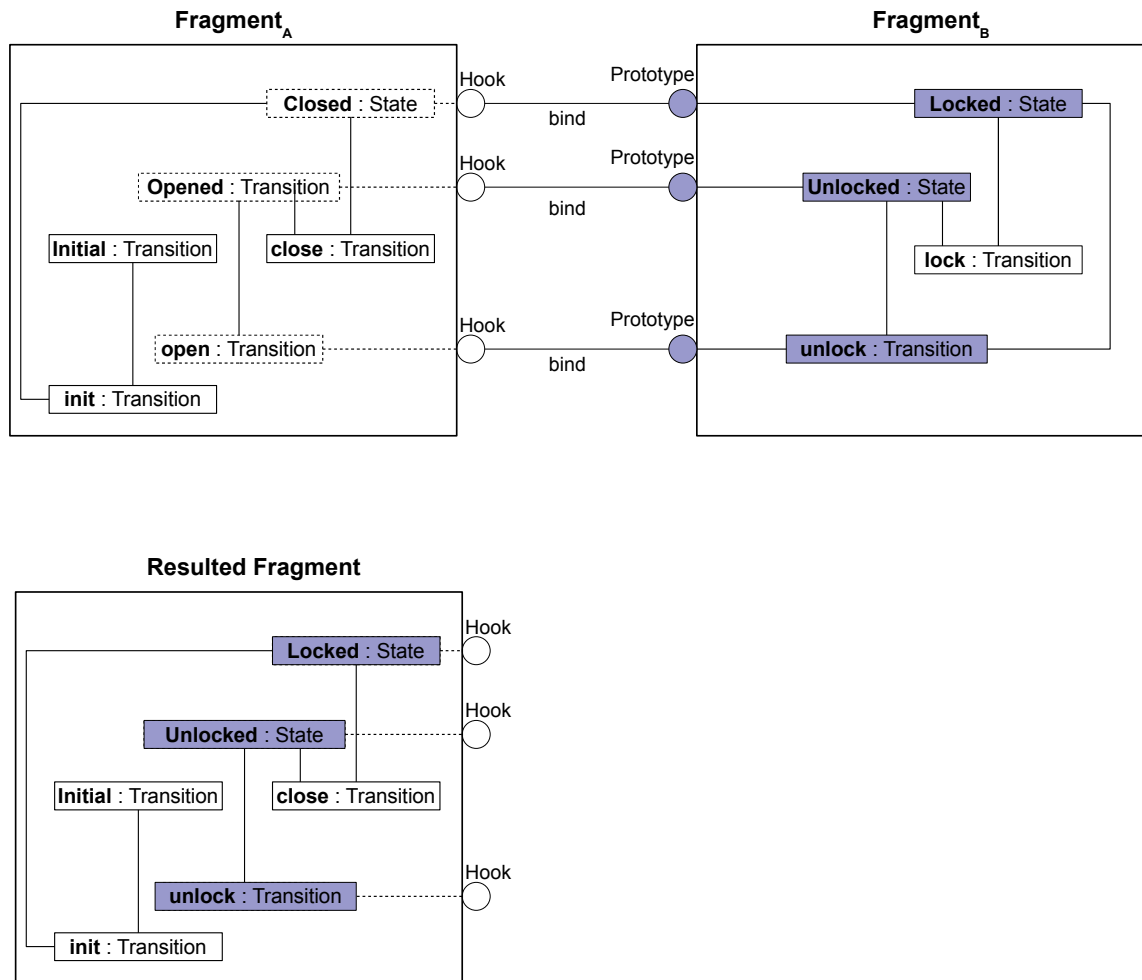 Fragment A
Fragment B
Hook
Prototype
Closed : State
bind
Locked : State
Hook
Prototype
Opened : Transition
bind
Unlocked : State
Initial : Transition
close : Transition
lock : Transition
Hook
Prototype
open : Transition
bind
unlock : Transition
init : Transition
Resulted Fragment
Hook
Locked : State
Hook
Unlocked : State
Initial : Transition
close : Transition
Hook
unlock : Transition
init : Transition